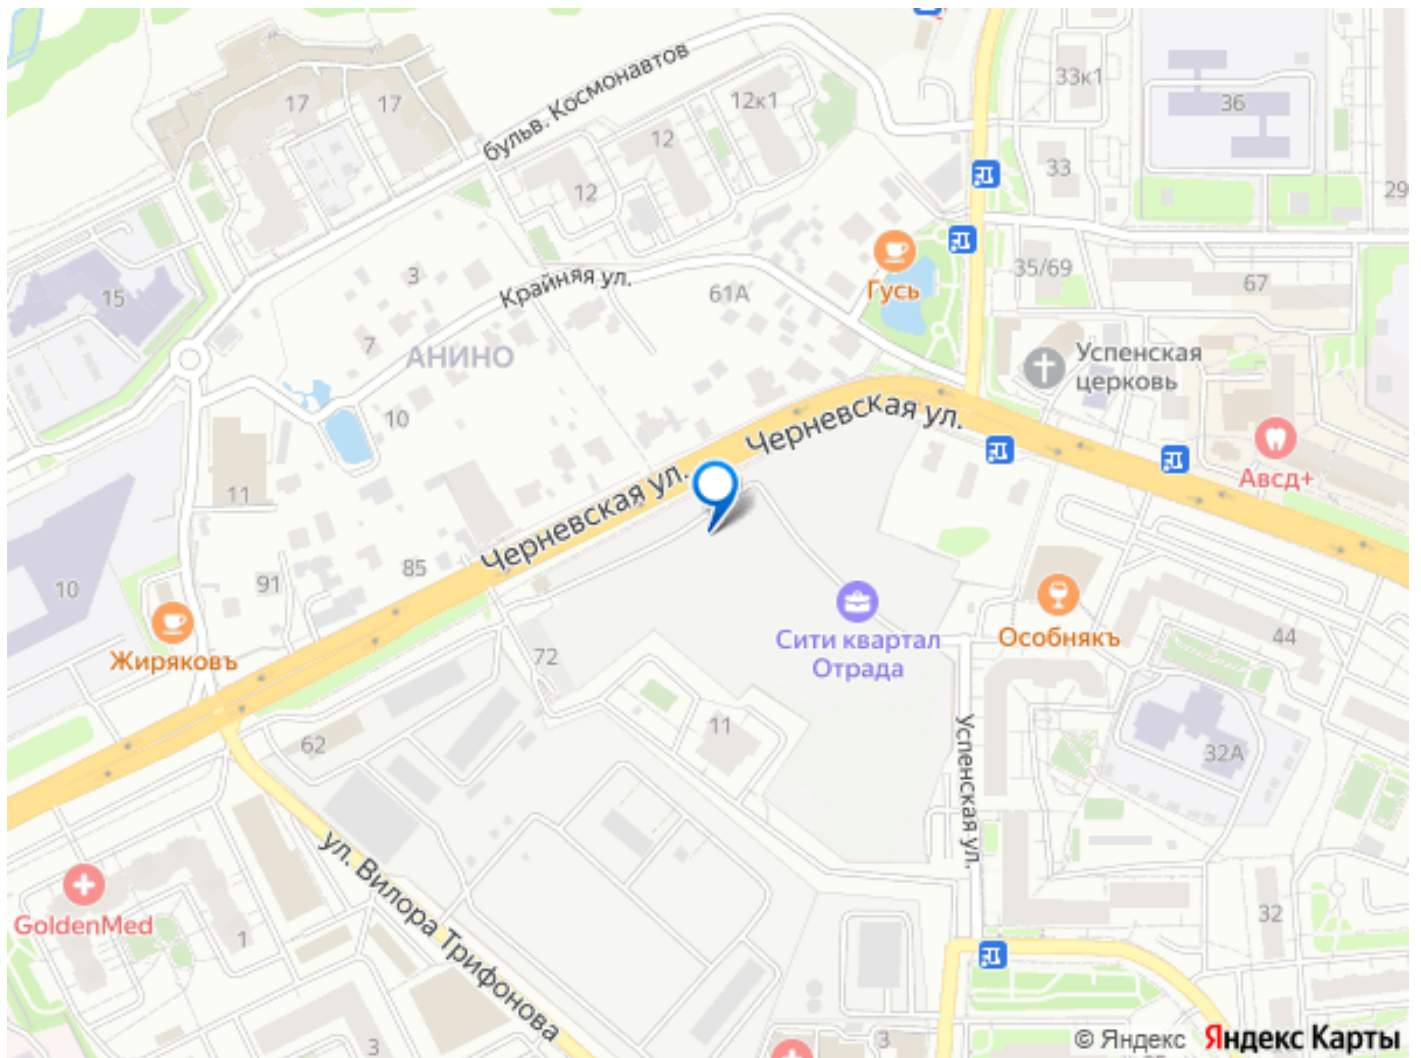 33к1
36
17
17
бульв. Космонавтов
12к1
12
12
33
29
3
Крайняя ул.
61А
Гусь
35/69
67
15
7
АНИНО
Успенская
церковь
10
Черневская ул.
Авсд+
11
Черневская ул.
10
91
85
Жиряковъ
Сити квартал
Отрада
Особнякъ
44
72
11
62
Успенская ул.
32А
ул. Вилора Трифонова
GoldenMed
1
32
3
3
© Яндекс Яндекс Карты